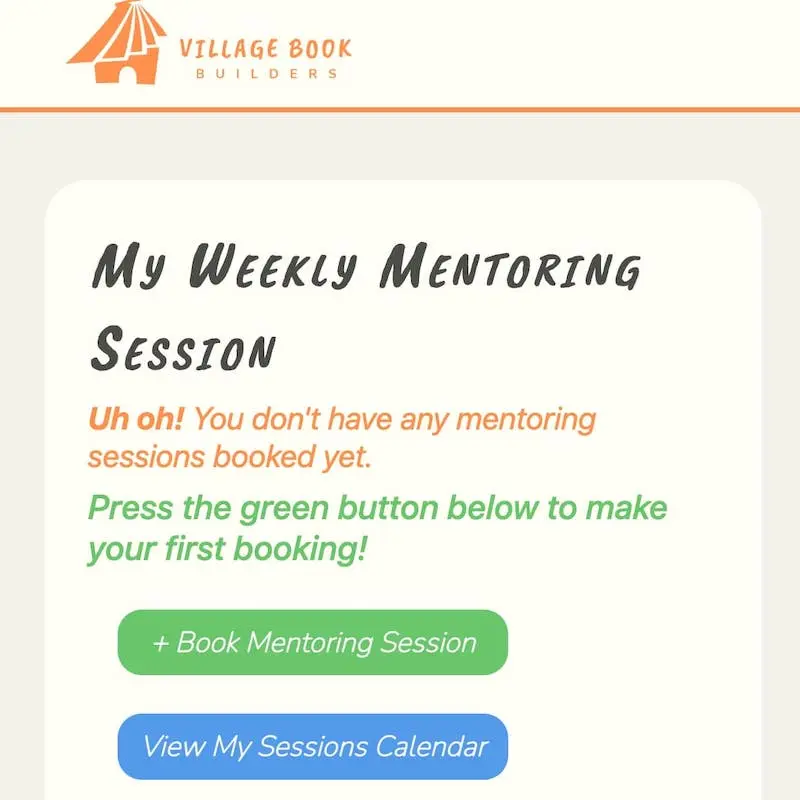 VILLAGE BOOK
BUILDERS
My Weekly Mentoring
Session
Uh oh! You don't have any mentoring
sessions booked yet.
Press the green button below to make
your first booking!
+ Book Mentoring Session
View My Sessions Calendar